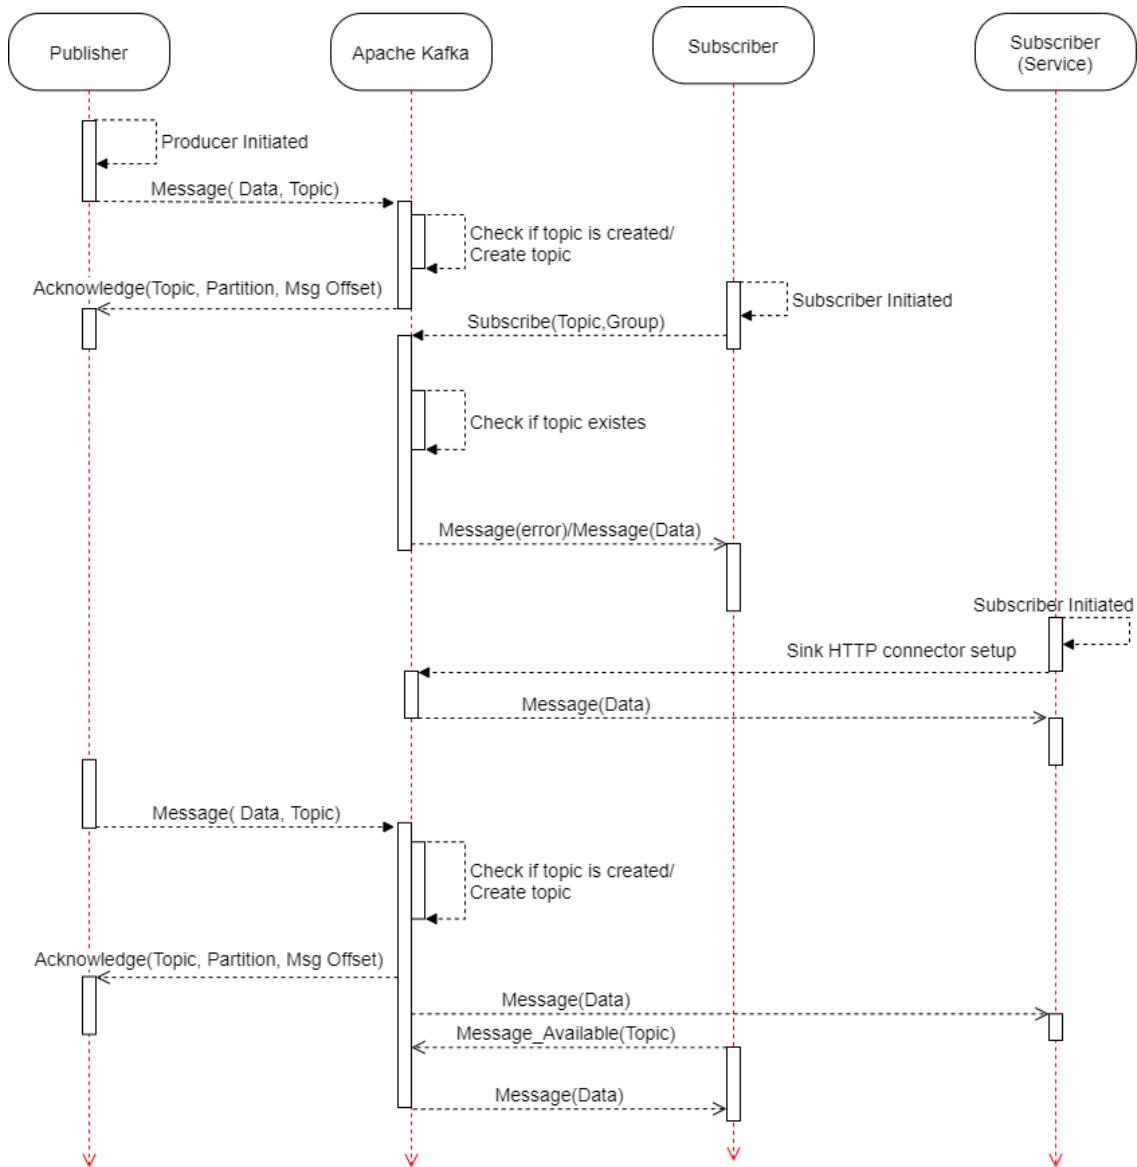 Publisher
Apache Kafka
Subscriber
Subscriber
(Service)
Producer Initiated
Message( Data, Topic)
Check if topic is created/
Create topic
Acknowledge(Topic, Partition, Msg Offset)
Subscriber Initiated
Subscribe(Topic,Group)
Check if topic existes
Message(error)/Message(Data)
Subscriber Initiated
Sink HTTP connector setup
Message(Data)
Message( Data, Topic)
Check if topic is created/
Create topic
Acknowledge(Topic, Partition, Msg Offset)
Message(Data)
Message_Available(Topic)
Message(Data)